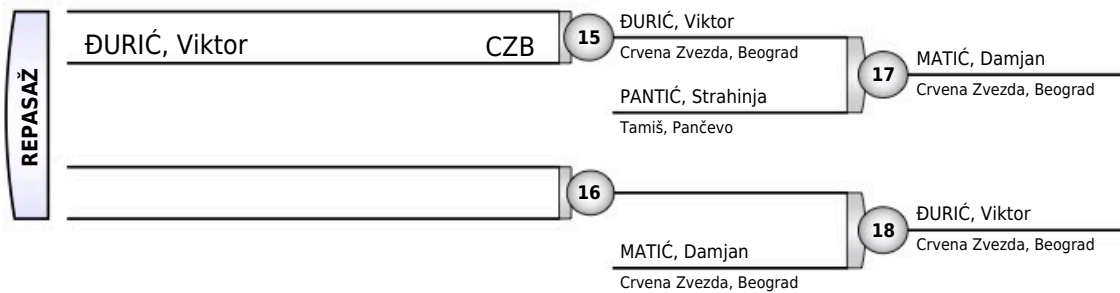 REPASAŽ
ĐURIĆ, Viktor CZB
15
ĐURIĆ, Viktor
Crvena Zvezda, Beograd
PANTIĆ, Strahinja
Tamiš, Pančevo
17
MATIĆ, Damjan
Crvena Zvezda, Beograd
16
MATIĆ, Damjan
Crvena Zvezda, Beograd
18
ĐURIĆ, Viktor
Crvena Zvezda, Beograd